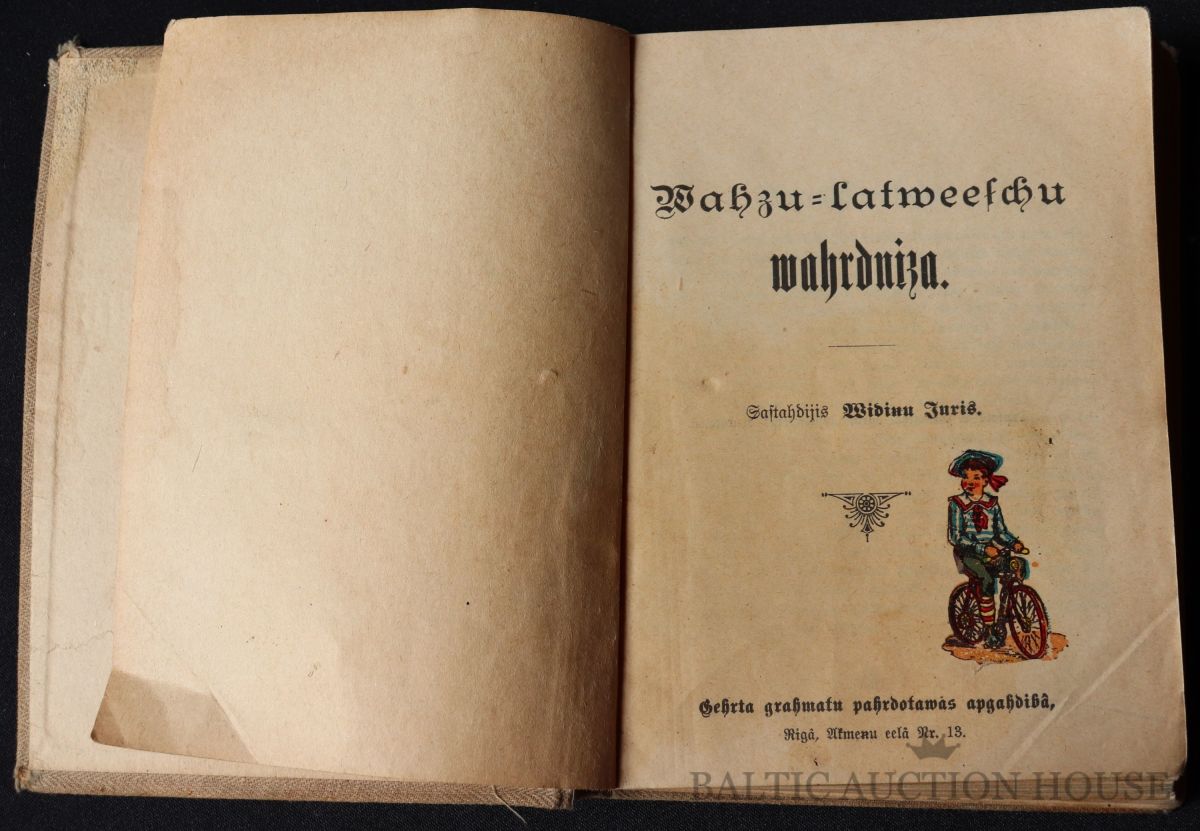 Wahzu-Latweeſchu
wahrdniza.
Saſtahdijis Widinu Juris.
Gehrta grahmatu pahrdotawas apgahdibâ,
Rigâ, Akmenu eelâ Nr. 13.
BALTIC AUCTION HOUSE